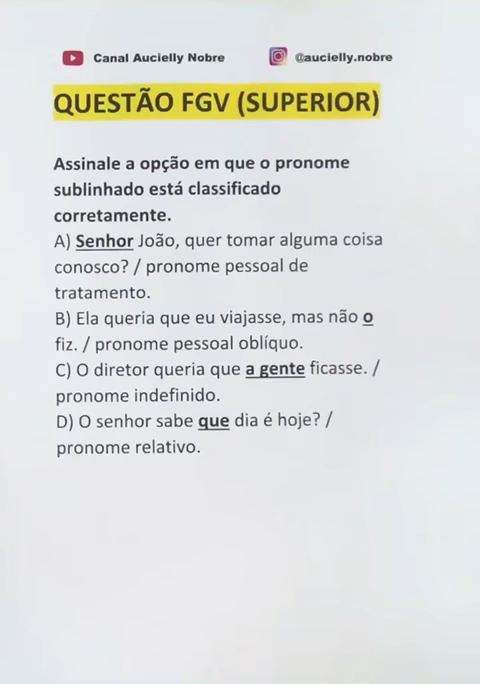 Canal Aucielly Nobre @aucielly.nobre
QUESTÃO FGV (SUPERIOR)
Assinale a opção em que o pronome
sublinhado está classificado
corretamente.
A) Senhor João, quer tomar alguma coisa
conosco? / pronome pessoal de
tratamento.
B) Ela queria que eu viajasse, mas não o
fiz. / pronome pessoal oblíquo.
C) O diretor queria que a gente ficasse. /
pronome indefinido.
D) O senhor sabe que dia é hoje? /
pronome relativo.